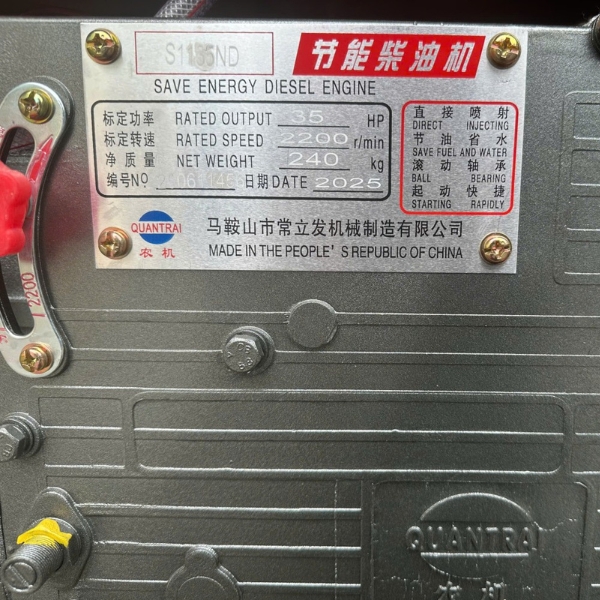 节能柴油机
SAVE ENERGY DIESEL ENGINE
标定功率 RATED OUTPUT 35 HP
标定转速 RATED SPEED 2200 r/min
净质量 NET WEIGHT 240 kg
编号No 日期DATE 2025
直接喷射
DIRECT INJECTING
节油省水
SAVE FUEL AND WATER
滚动轴承
BALL BEARING
起动快捷
STARTING RAPIDLY
QUANTRAI
农机
马鞍山市常立发机械制造有限公司
MADE IN THE PEOPLE'S REPUBLIC OF CHINA
2200
8.8
QUANTRAI
农机